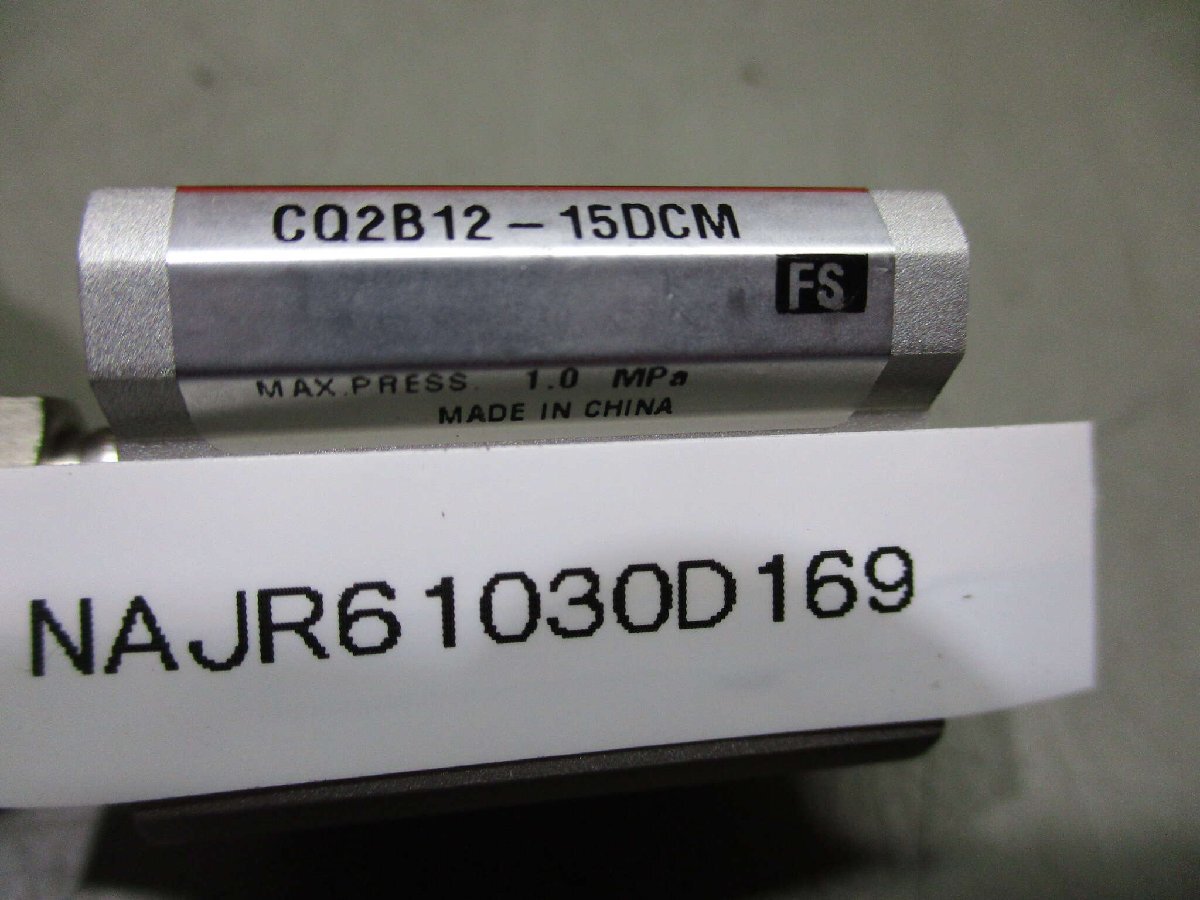 CQ2B12-15DCM
FS
MAX.PRESS. 1.0 MPa
MADE IN CHINA
NAJR61030D169